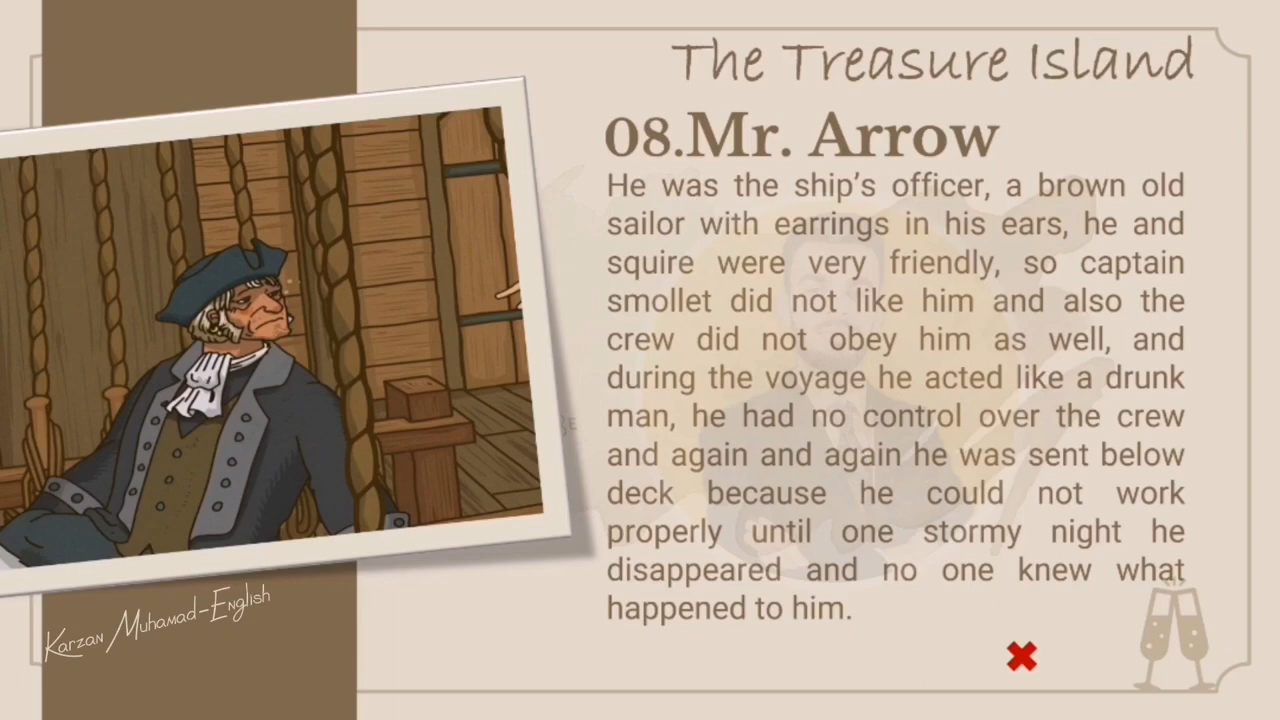 The Treasure Island
08.Mr. Arrow
He was the ship’s officer, a brown old
sailor with earrings in his ears, he and
squire were very friendly, so captain
smollet did not like him and also the
crew did not obey him as well, and
during the voyage he acted like a drunk
man, he had no control over the crew
and again and again he was sent below
deck because he could not work
properly until one stormy night he
disappeared and no one knew what
happened to him.
Karzan Muhamad-English